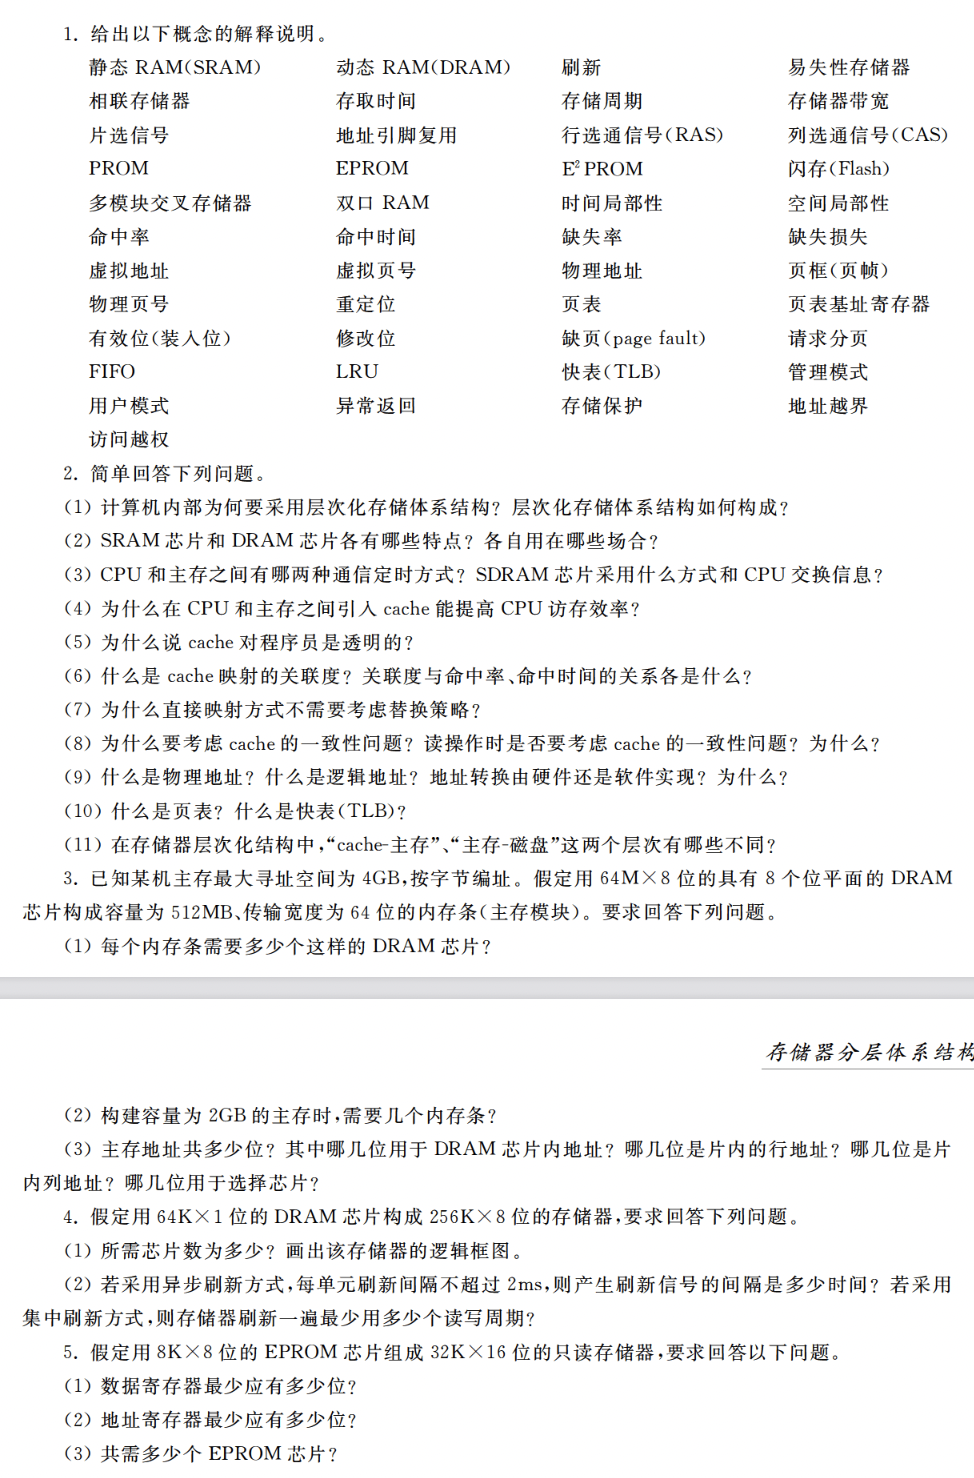 1. 给出以下概念的解释说明。
静态 RAM(SRAM) 动态 RAM(DRAM) 刷新 易失性存储器
相联存储器 存取时间 存储周期 存储器带宽
片选信号 地址引脚复用 行选通信号(RAS) 列选通信号(CAS)
PROM EPROM E²PROM 闪存(Flash)
多模块交叉存储器 双口 RAM 时间局部性 空间局部性
命中率 命中时间 缺失率 缺失损失
虚拟地址 虚拟页号 物理地址 页框(页帧)
物理页号 重定位 页表 页表基址寄存器
有效位(装入位) 修改位 缺页(page fault) 请求分页
FIFO LRU 快表(TLB) 管理模式
用户模式 异常返回 存储保护 地址越界
访问越权
2. 简单回答下列问题。
(1) 计算机内部为何要采用层次化存储体系结构？层次化存储体系结构如何构成？
(2) SRAM 芯片和 DRAM 芯片各有哪些特点？各自用在哪些场合？
(3) CPU 和主存之间有哪两种通信定时方式？SDRAM 芯片采用什么方式和 CPU 交换信息？
(4) 为什么在 CPU 和主存之间引入 cache 能提高 CPU 访存效率？
(5) 为什么说 cache 对程序员是透明的？
(6) 什么是 cache 映射的关联度？关联度与命中率、命中时间的关系各是什么？
(7) 为什么直接映射方式不需要考虑替换策略？
(8) 为什么要考虑 cache 的一致性问题？读操作时是否要考虑 cache 的一致性问题？为什么？
(9) 什么是物理地址？什么是逻辑地址？地址转换由硬件还是软件实现？为什么？
(10) 什么是页表？什么是快表(TLB)？
(11) 在存储器层次化结构中，“cache-主存”、“主存-磁盘”这两个层次有哪些不同？
3. 已知某机主存最大寻址空间为 4GB，按字节编址。假定用 64M×8 位的具有 8 个位平面的 DRAM
芯片构成容量为 512MB、传输宽度为 64 位的内存条(主存模块)。要求回答下列问题。
(1) 每个内存条需要多少个这样的 DRAM 芯片？
存储器分层体系结构
(2) 构建容量为 2GB 的主存时，需要几个内存条？
(3) 主存地址共多少位？其中哪几位用于 DRAM 芯片内地址？哪几位是片内的行地址？哪几位是片
内列地址？哪几位用于选择芯片？
4. 假定用 64K×1 位的 DRAM 芯片构成 256K×8 位的存储器，要求回答下列问题。
(1) 所需芯片数为多少？画出该存储器的逻辑框图。
(2) 若采用异步刷新方式，每单元刷新间隔不超过 2ms，则产生刷新信号的间隔是多少时间？若采用
集中刷新方式，则存储器刷新一遍最少用多少个读写周期？
5. 假定用 8K×8 位的 EPROM 芯片组成 32K×16 位的只读存储器，要求回答以下问题。
(1) 数据寄存器最少应有多少位？
(2) 地址寄存器最少应有多少位？
(3) 共需多少个 EPROM 芯片？